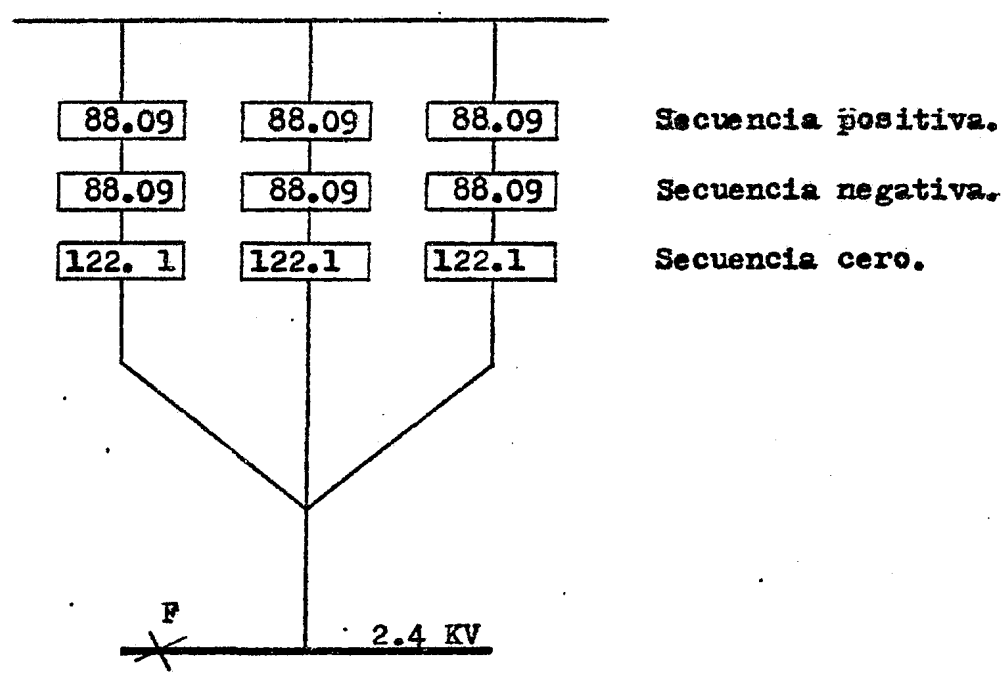 88.09 88.09 88.09 Secuencia positiva.
88.09 88.09 88.09 Secuencia negativa.
122. 1 122.1 122.1 Secuencia cero.
F
2.4 KV